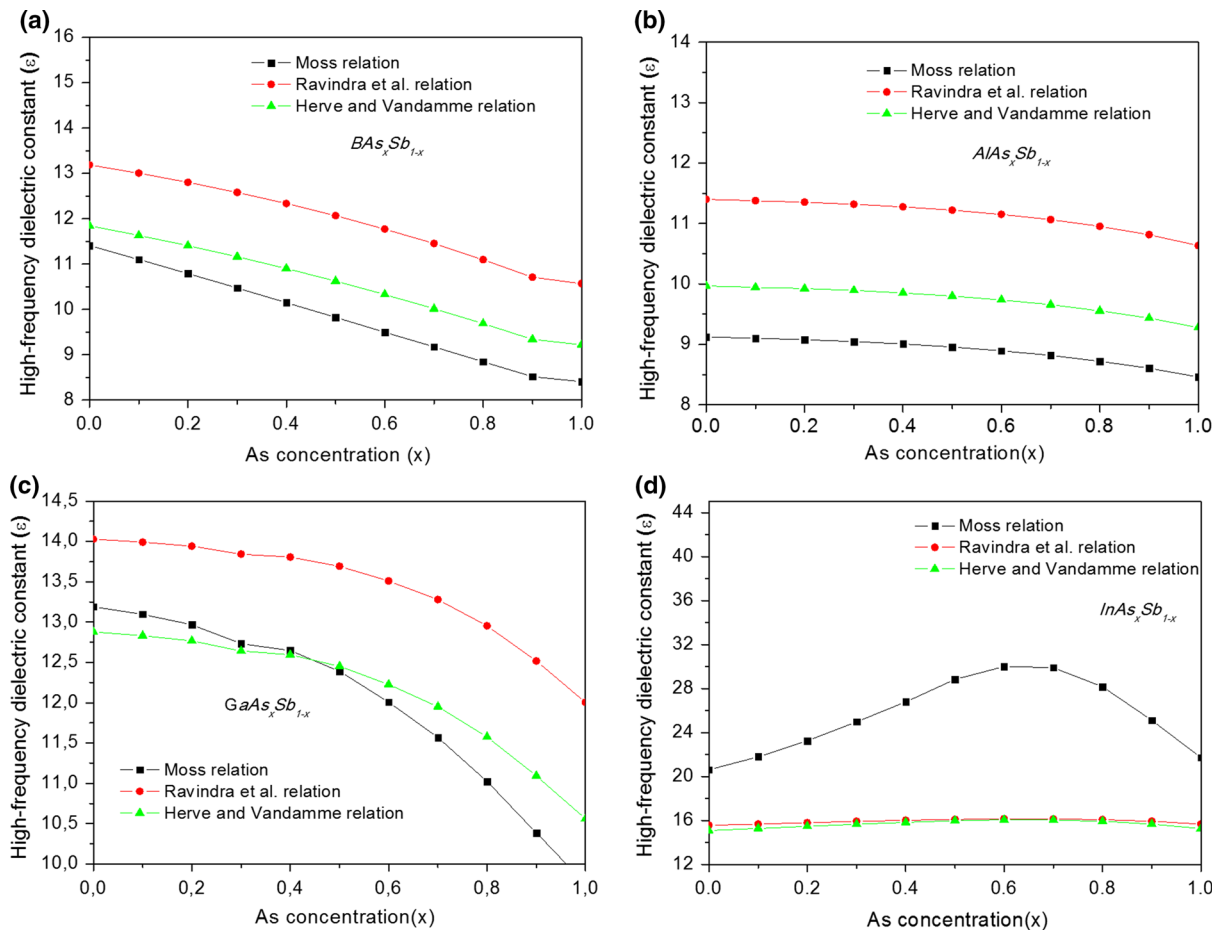 (a)
High-frequency dielectric constant (ε)
16
15
14
13
12
11
10
9
8
Moss relation
Ravindra et al. relation
Herve and Vandamme relation
BAsxSb1-x
0.0 0.2 0.4 0.6 0.8 1.0
As concentration (x)
(b)
High-frequency dielectric constant (ε)
14
13
12
11
10
9
8
Moss relation
Ravindra et al. relation
Herve and Vandamme relation
AlAsxSb1-x
0.0 0.2 0.4 0.6 0.8 1.0
As concentration(x)
(c)
High-frequency dielectric constant (ε)
14,5
14,0
13,5
13,0
12,5
12,0
11,5
11,0
10,5
10,0
GaAsxSb1-x
Moss relation
Ravindra et al. relation
Herve and Vandamme relation
0,0 0,2 0,4 0,6 0,8 1,0
As concentration(x)
(d)
High-frequency dielectric constant (ε)
44
40
36
32
28
24
20
16
12
Moss relation
Ravindra et al. relation
Herve and Vandamme relation
InAsxSb1-x
0.0 0.2 0.4 0.6 0.8 1.0
As concentration(x)